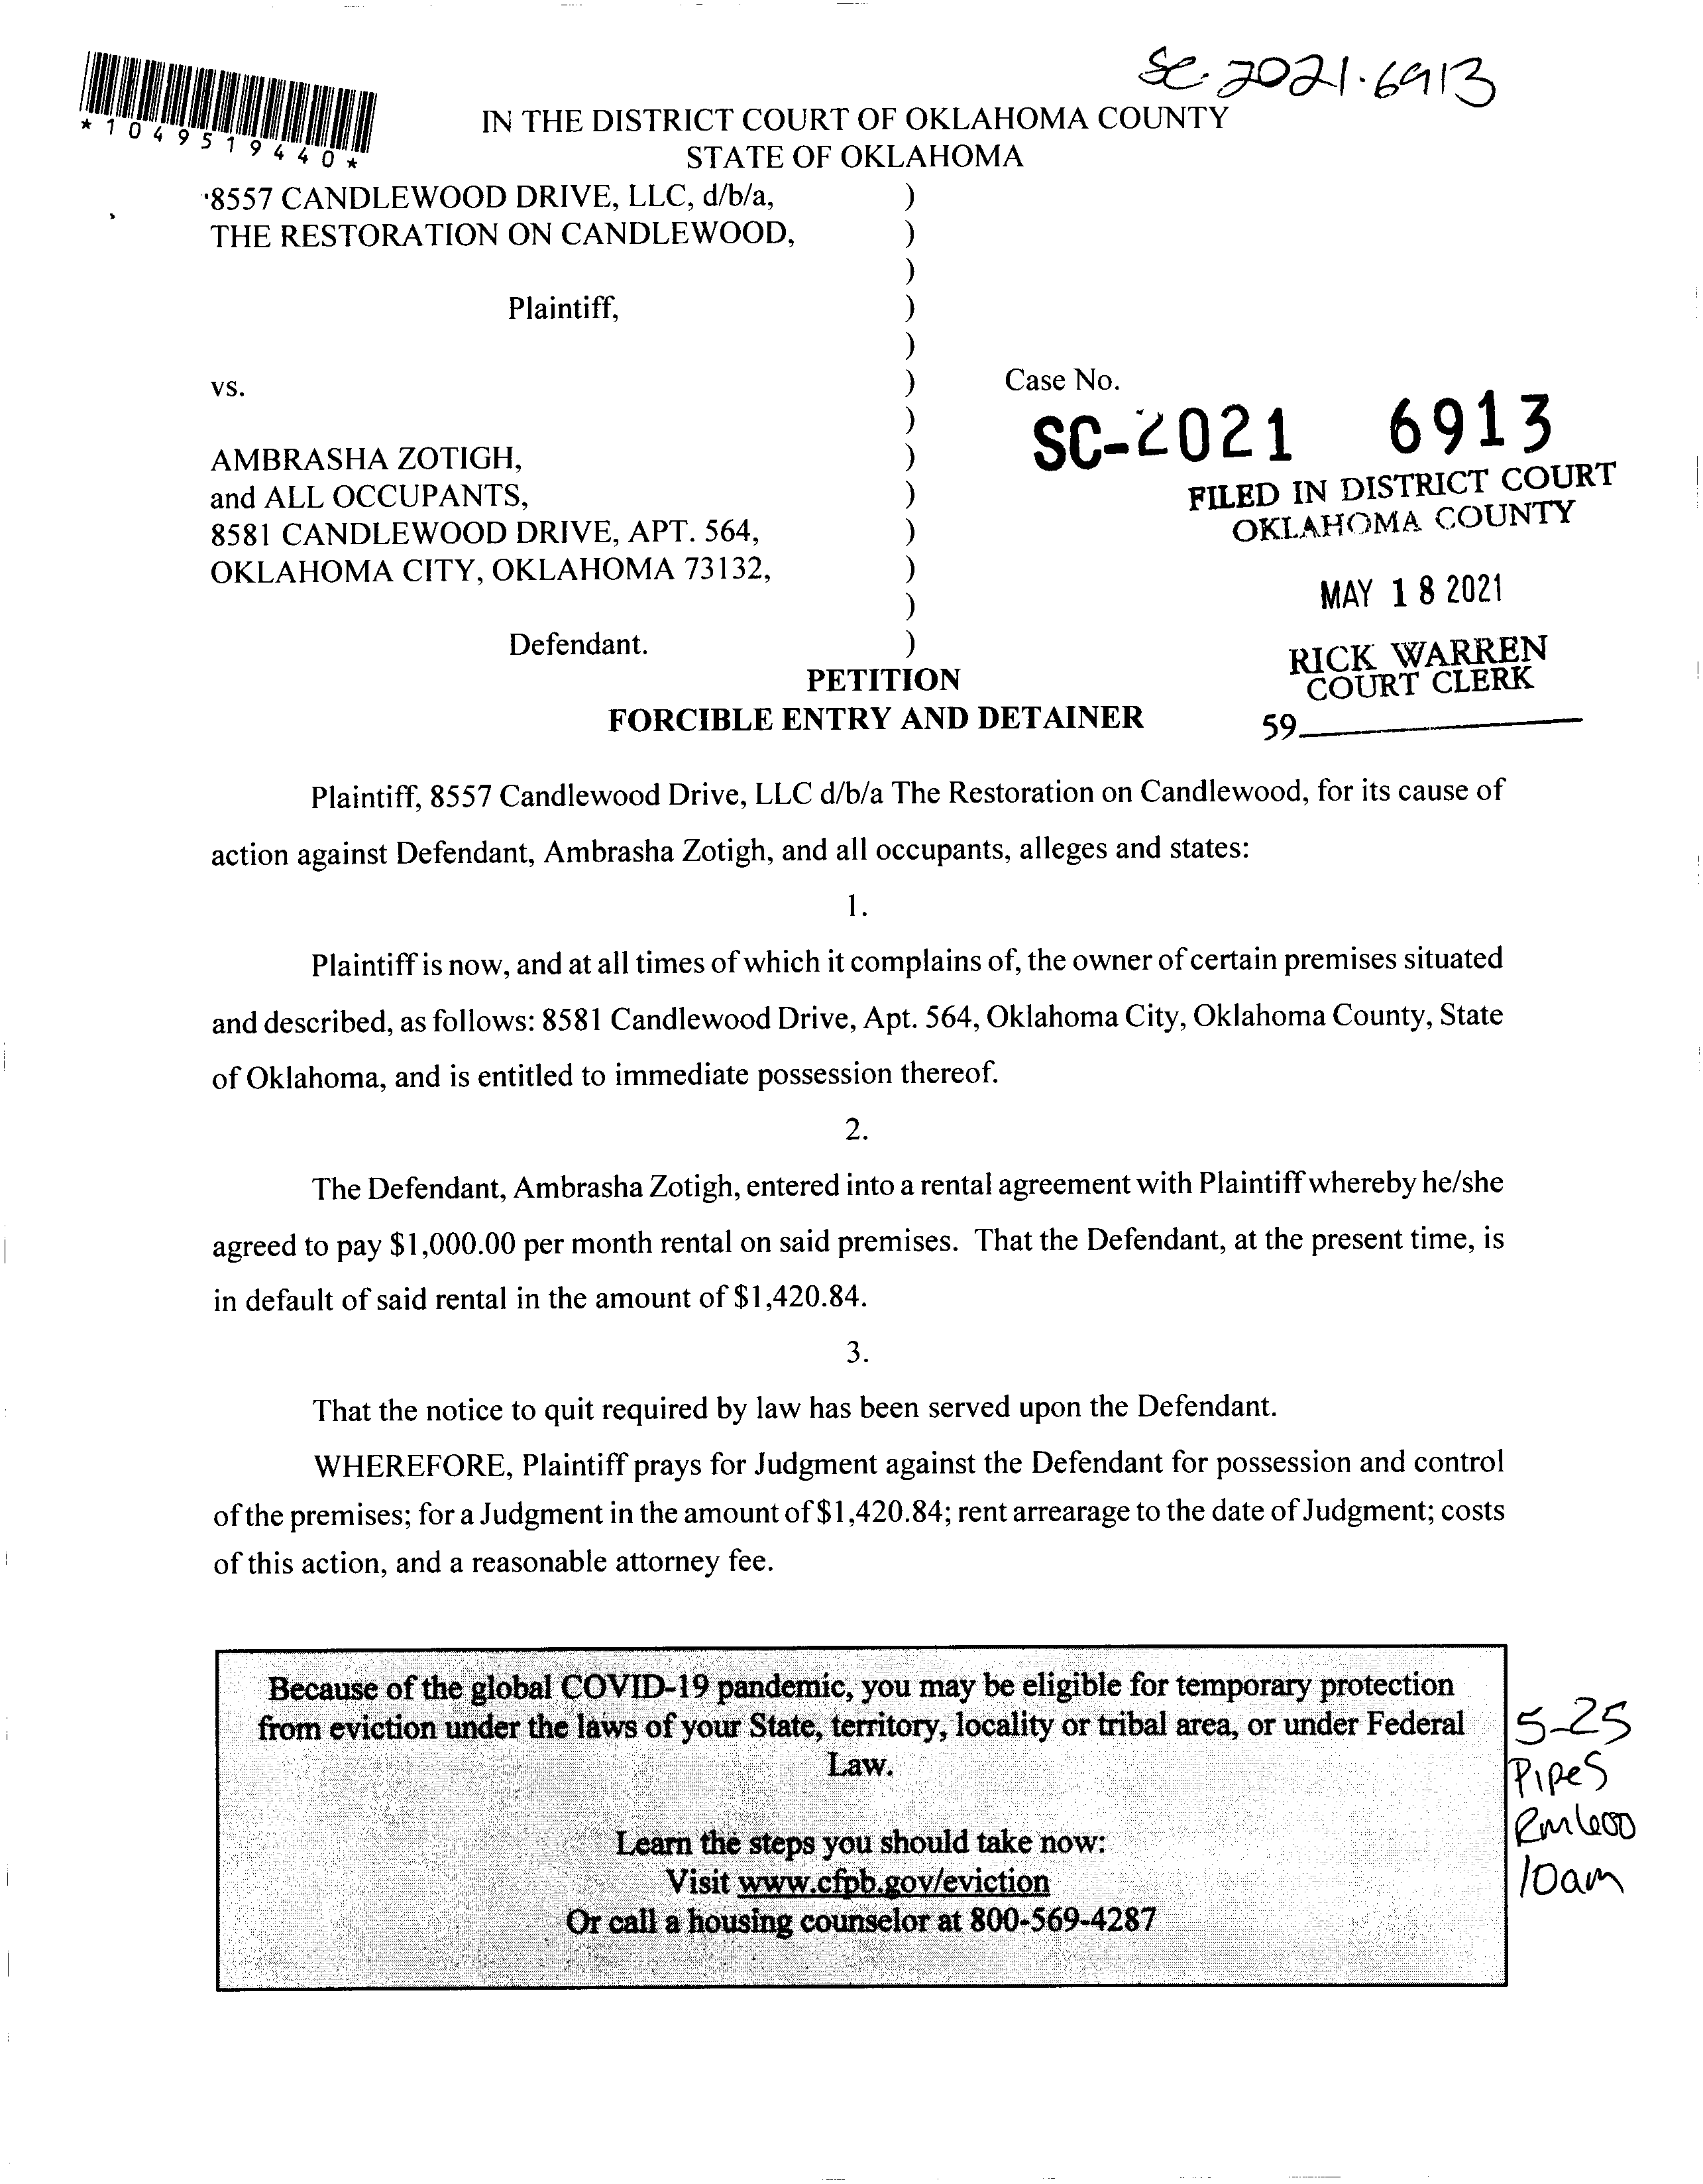 SC-2021-6913
*1049519440*
IN THE DISTRICT COURT OF OKLAHOMA COUNTY
STATE OF OKLAHOMA
8557 CANDLEWOOD DRIVE, LLC, d/b/a, )
THE RESTORATION ON CANDLEWOOD, )
)
Plaintiff, )
)
vs. ) Case No.
) SC-2021 6913
AMBRASHA ZOTIGH, )
and ALL OCCUPANTS, ) FILED IN DISTRICT COURT
8581 CANDLEWOOD DRIVE, APT. 564, ) OKLAHOMA COUNTY
OKLAHOMA CITY, OKLAHOMA 73132, )
) MAY 18 2021
Defendant. ) RICK WARREN
COURT CLERK
PETITION
FORCIBLE ENTRY AND DETAINER
59
Plaintiff, 8557 Candlewood Drive, LLC d/b/a The Restoration on Candlewood, for its cause of
action against Defendant, Ambrasha Zotigh, and all occupants, alleges and states:
1.
Plaintiff is now, and at all times of which it complains of, the owner of certain premises situated
and described, as follows: 8581 Candlewood Drive, Apt. 564, Oklahoma City, Oklahoma County, State
of Oklahoma, and is entitled to immediate possession thereof.
2.
The Defendant, Ambrasha Zotigh, entered into a rental agreement with Plaintiff whereby he/she
agreed to pay $1,000.00 per month rental on said premises. That the Defendant, at the present time, is
in default of said rental in the amount of $1,420.84.
3.
That the notice to quit required by law has been served upon the Defendant.
WHEREFORE, Plaintiff prays for Judgment against the Defendant for possession and control
of the premises; for a Judgment in the amount of $1,420.84; rent arrearage to the date of Judgment; costs
of this action, and a reasonable attorney fee.
Because of the global COVID-19 pandemic, you may be eligible for temporary protection
from eviction under the laws of your State, territory, locality or tribal area, or under Federal
Law.
Learn the steps you should take now:
Visit www.cfpb.gov/eviction
Or call a housing counselor at 800-569-4287
5-25
Pipes
Rm 600
10am